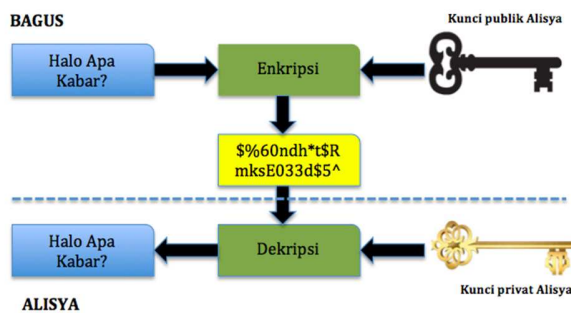 BAGUS
Kunci publik Alisya
Halo Apa
Kabar?
Enkripsi
$%60ndh*t$R
mksE033d$5^
Halo Apa
Kabar?
Dekripsi
Kunci privat Alisya
ALISYA